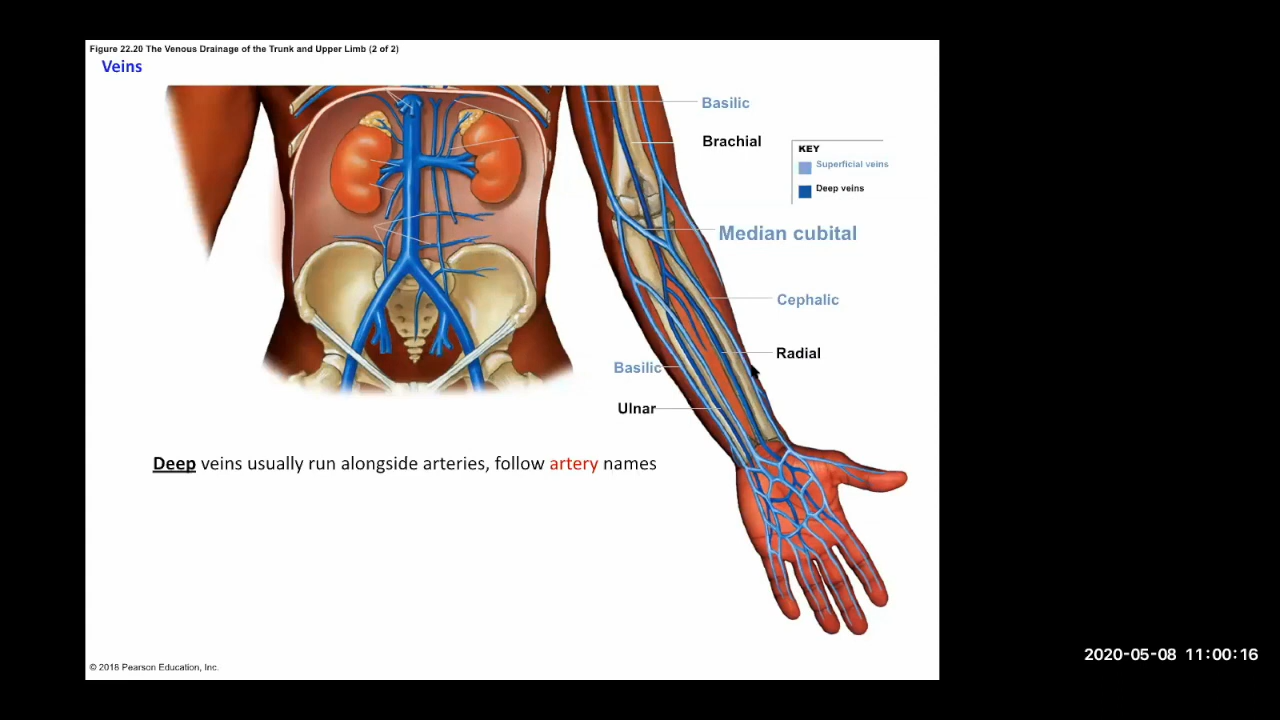 Figure 22.20 The Venous Drainage of the Trunk and Upper Limb (2 of 2)
Veins
Basilic
Brachial
KEY
Superficial veins
Deep veins
Median cubital
Cephalic
Radial
Basilic
Ulnar
Deep veins usually run alongside arteries, follow artery names
© 2018 Pearson Education, Inc.
2020-05-08 11:00:16